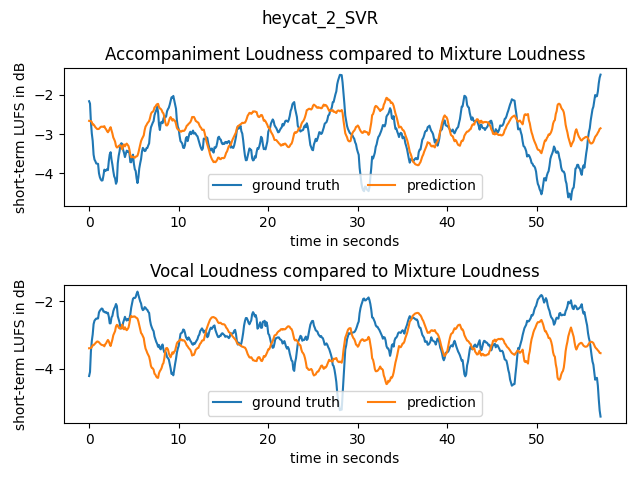 heycat_2_SVR
Accompaniment Loudness compared to Mixture Loudness
short-term LUFS in dB
−2
−3
−4
ground truth prediction
0 10 20 30 40 50
time in seconds
Vocal Loudness compared to Mixture Loudness
short-term LUFS in dB
−2
−4
ground truth prediction
0 10 20 30 40 50
time in seconds